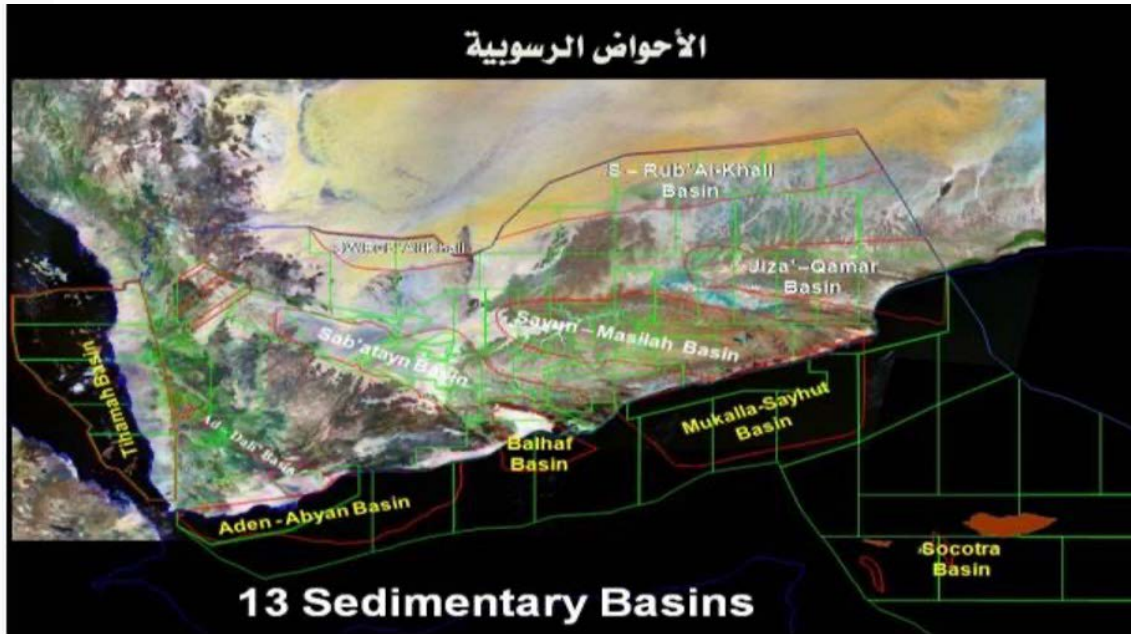 الأحواض الرسوبية
S – Rub'Al-Khali
Basin
Jiza'–Qamar
Basin
Sayun – Masilah Basin
Sab'atayn Basin
Tihamah Basin
Mukalla-Sayhut
Basin
Balhaf
Basin
Aden - Abyan Basin
Socotra
Basin
13 Sedimentary Basins